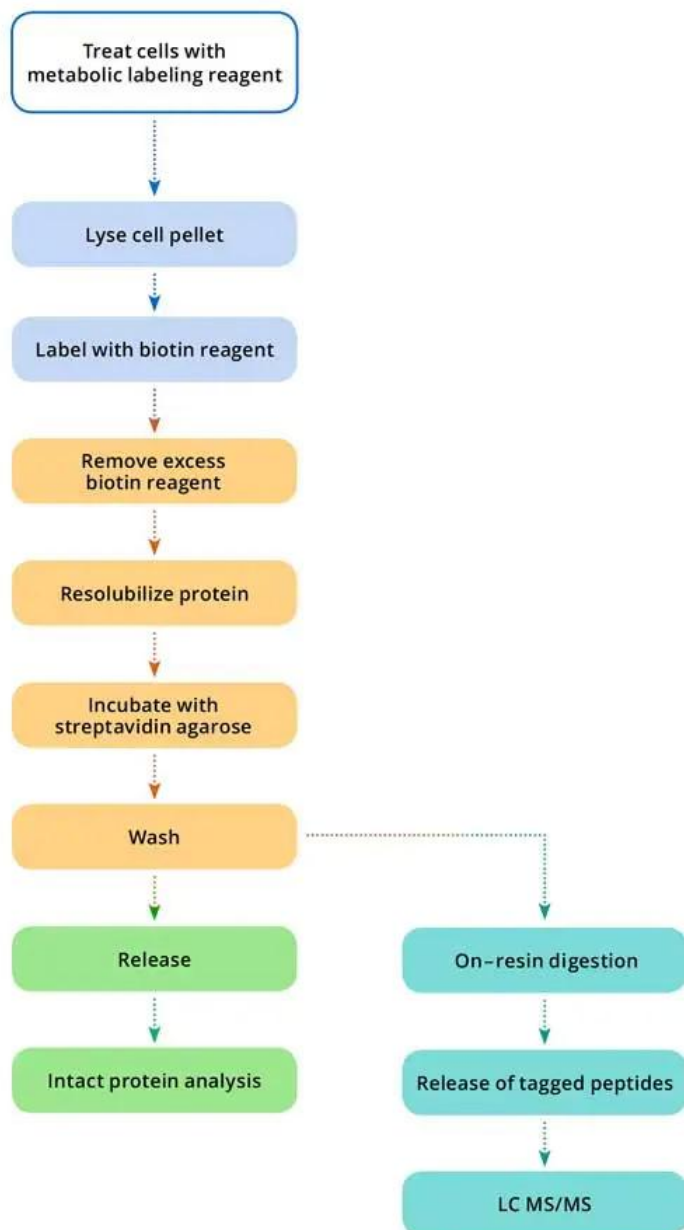 Treat cells with
metabolic labeling reagent
Lyse cell pellet
Label with biotin reagent
Remove excess
biotin reagent
Resolubilize protein
Incubate with
streptavidin agarose
Wash
Release
Intact protein analysis
On-resin digestion
Release of tagged peptides
LC MS/MS